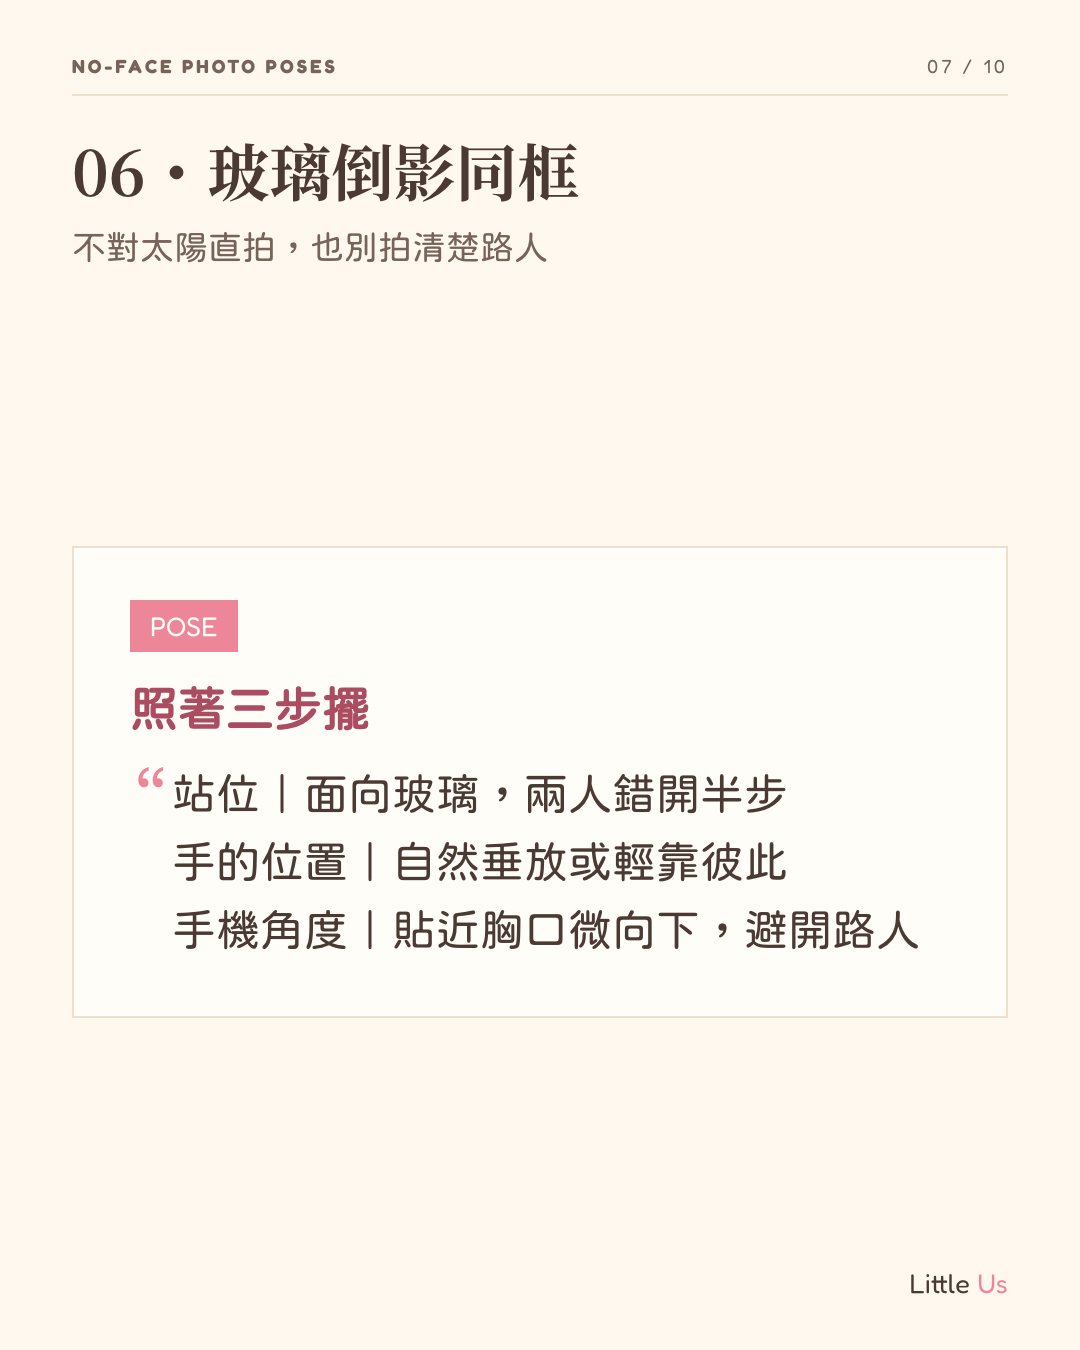 NO-FACE PHOTO POSES
07 / 10
06・玻璃倒影同框
不對太陽直拍，也別拍清楚路人
POSE
照著三步擺
“站位｜面向玻璃，兩人錯開半步
手的位置｜自然垂放或輕靠彼此
手機角度｜貼近胸口微向下，避開路人
Little Us